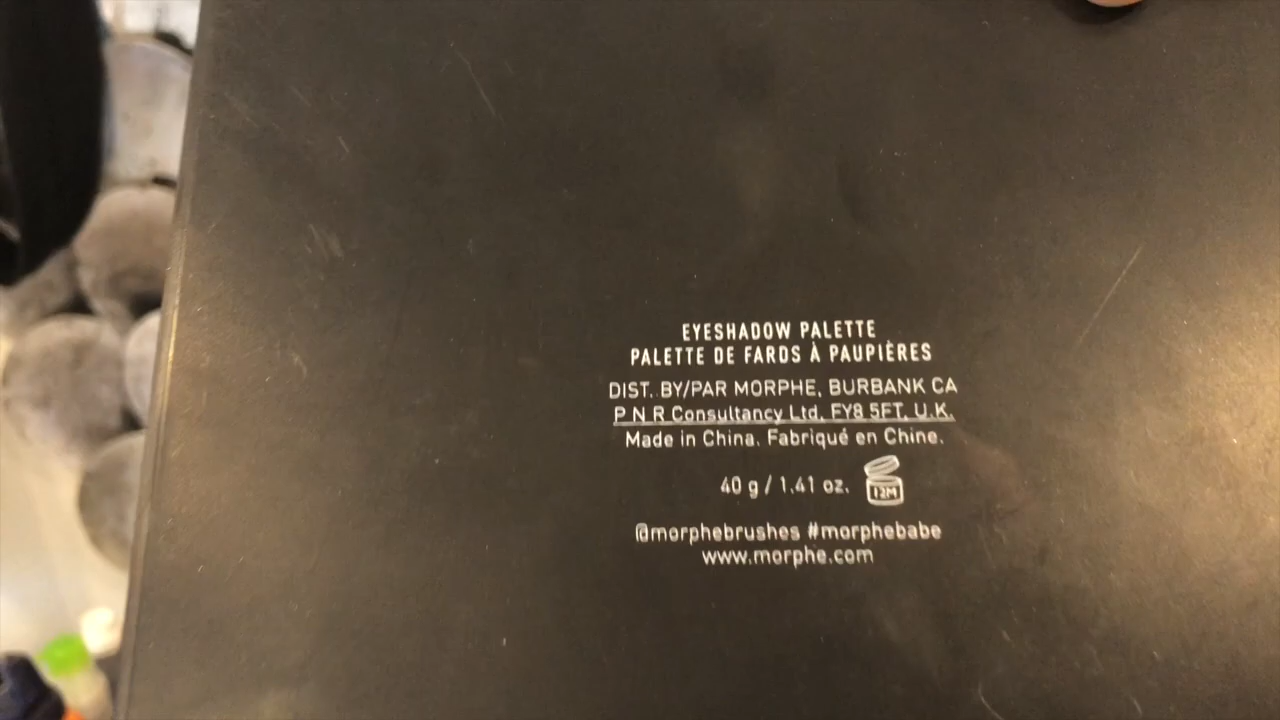 EYESHADOW PALETTE
PALETTE DE FARDS À PAUPIÈRES
DIST. BY/PAR MORPHE, BURBANK CA
P N R Consultancy Ltd, FY8 5FT, U.K.
Made in China. Fabriqué en Chine.
40 g / 1.41 oz. 12M
@morphebrushes #morphebabe
www.morphe.com